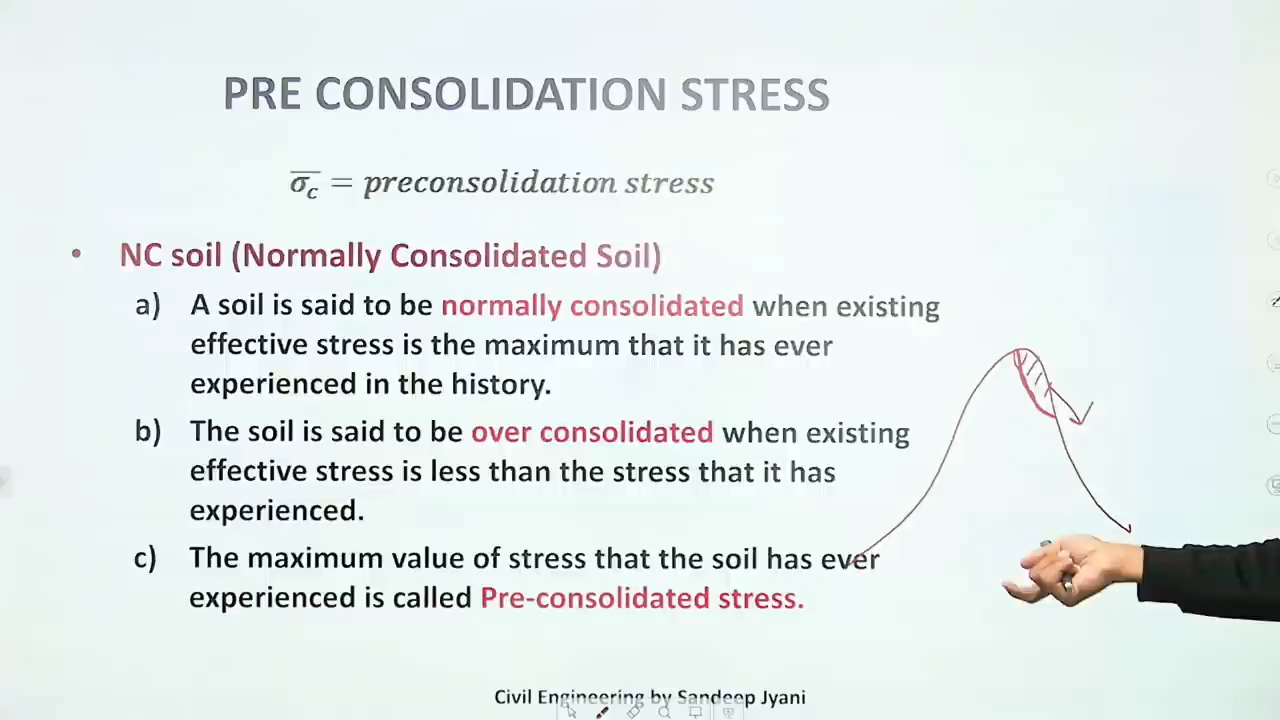 PRE CONSOLIDATION STRESS
σ̅c = preconsolidation stress
• NC soil (Normally Consolidated Soil)
a) A soil is said to be normally consolidated when existing
effective stress is the maximum that it has ever
experienced in the history.
b) The soil is said to be over consolidated when existing
effective stress is less than the stress that it has
experienced.
c) The maximum value of stress that the soil has ever
experienced is called Pre-consolidated stress.
Civil Engineering by Sandeep Jyani